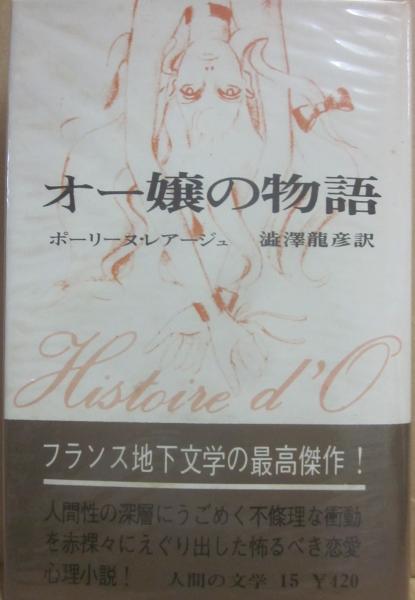 オー嬢の物語
ポーリーヌ・レアージュ　澁澤龍彦訳
Histoire d'O
フランス地下文学の最高傑作！
人間性の深層にうごめく不條理な衝動
を赤裸々にえぐり出した怖るべき恋愛
心理小説！　人間の文学 15 ￥420